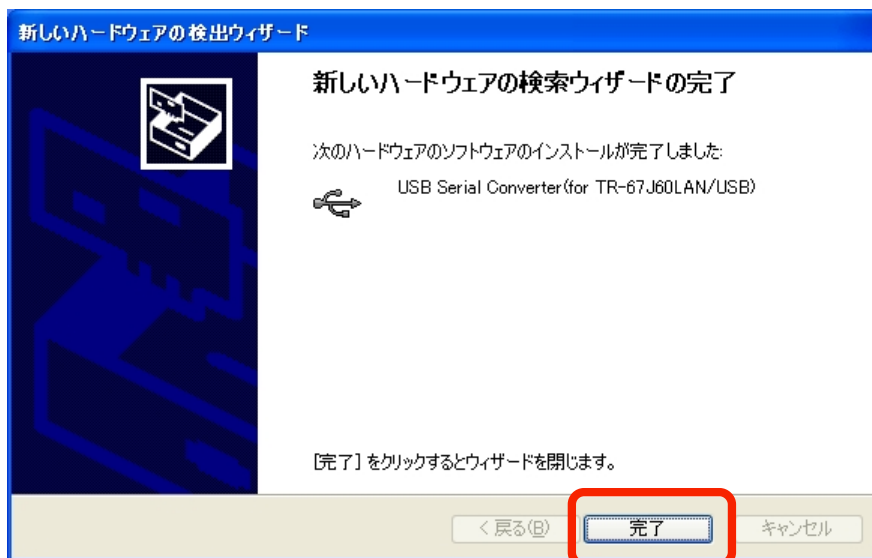 新しいハードウェアの検出ウィザード
新しいハードウェアの検索ウィザードの完了
次のハードウェアのソフトウェアのインストールが完了しました:
USB Serial Converter(for TR-67J60LAN/USB)
[完了] をクリックするとウィザードを閉じます。
< 戻る(B) 完了 キャンセル